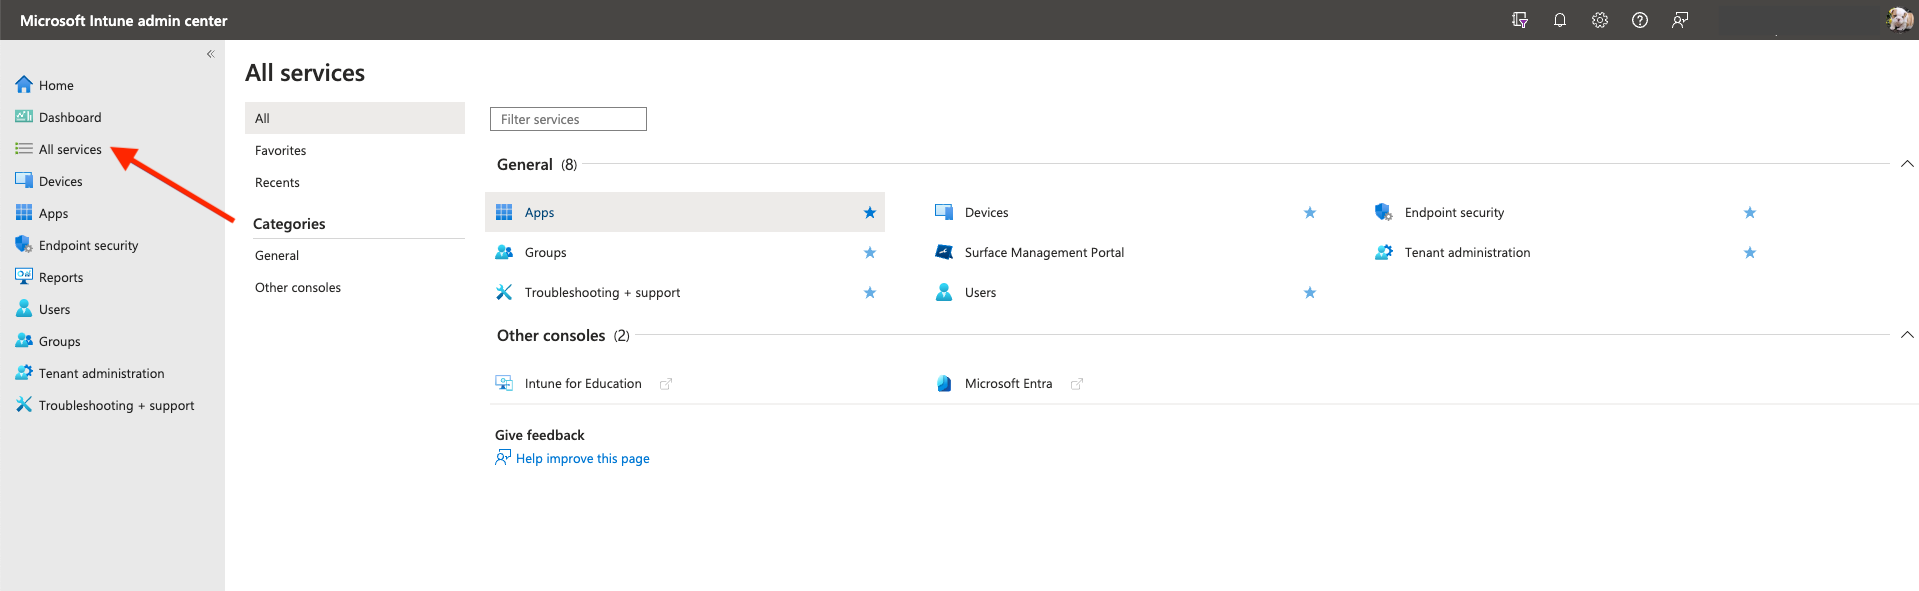 Microsoft Intune admin center
Home
Dashboard
All services
Devices
Apps
Endpoint security
Reports
Users
Groups
Tenant administration
Troubleshooting + support
All services
All
Favorites
Recents
Categories
General
Other consoles
Filter services
General (8)
Apps
Devices
Endpoint security
Groups
Surface Management Portal
Tenant administration
Troubleshooting + support
Users
Other consoles (2)
Intune for Education
Microsoft Entra
Give feedback
Help improve this page